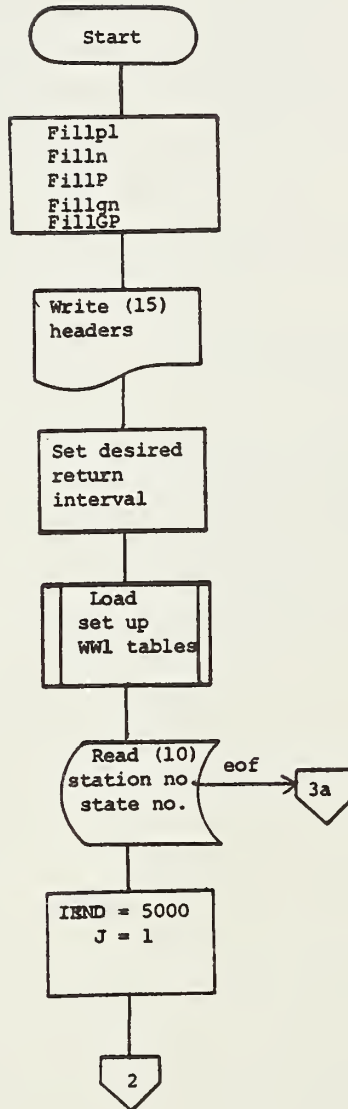 Start
Fillpl
Filln
FillP
Fillgn
FillGP
Write (15)
headers
Set desired
return
interval
Load
set up
WW1 tables
Read (10)
station no.
state no.
eof
3a
IEND = 5000
J = 1
2